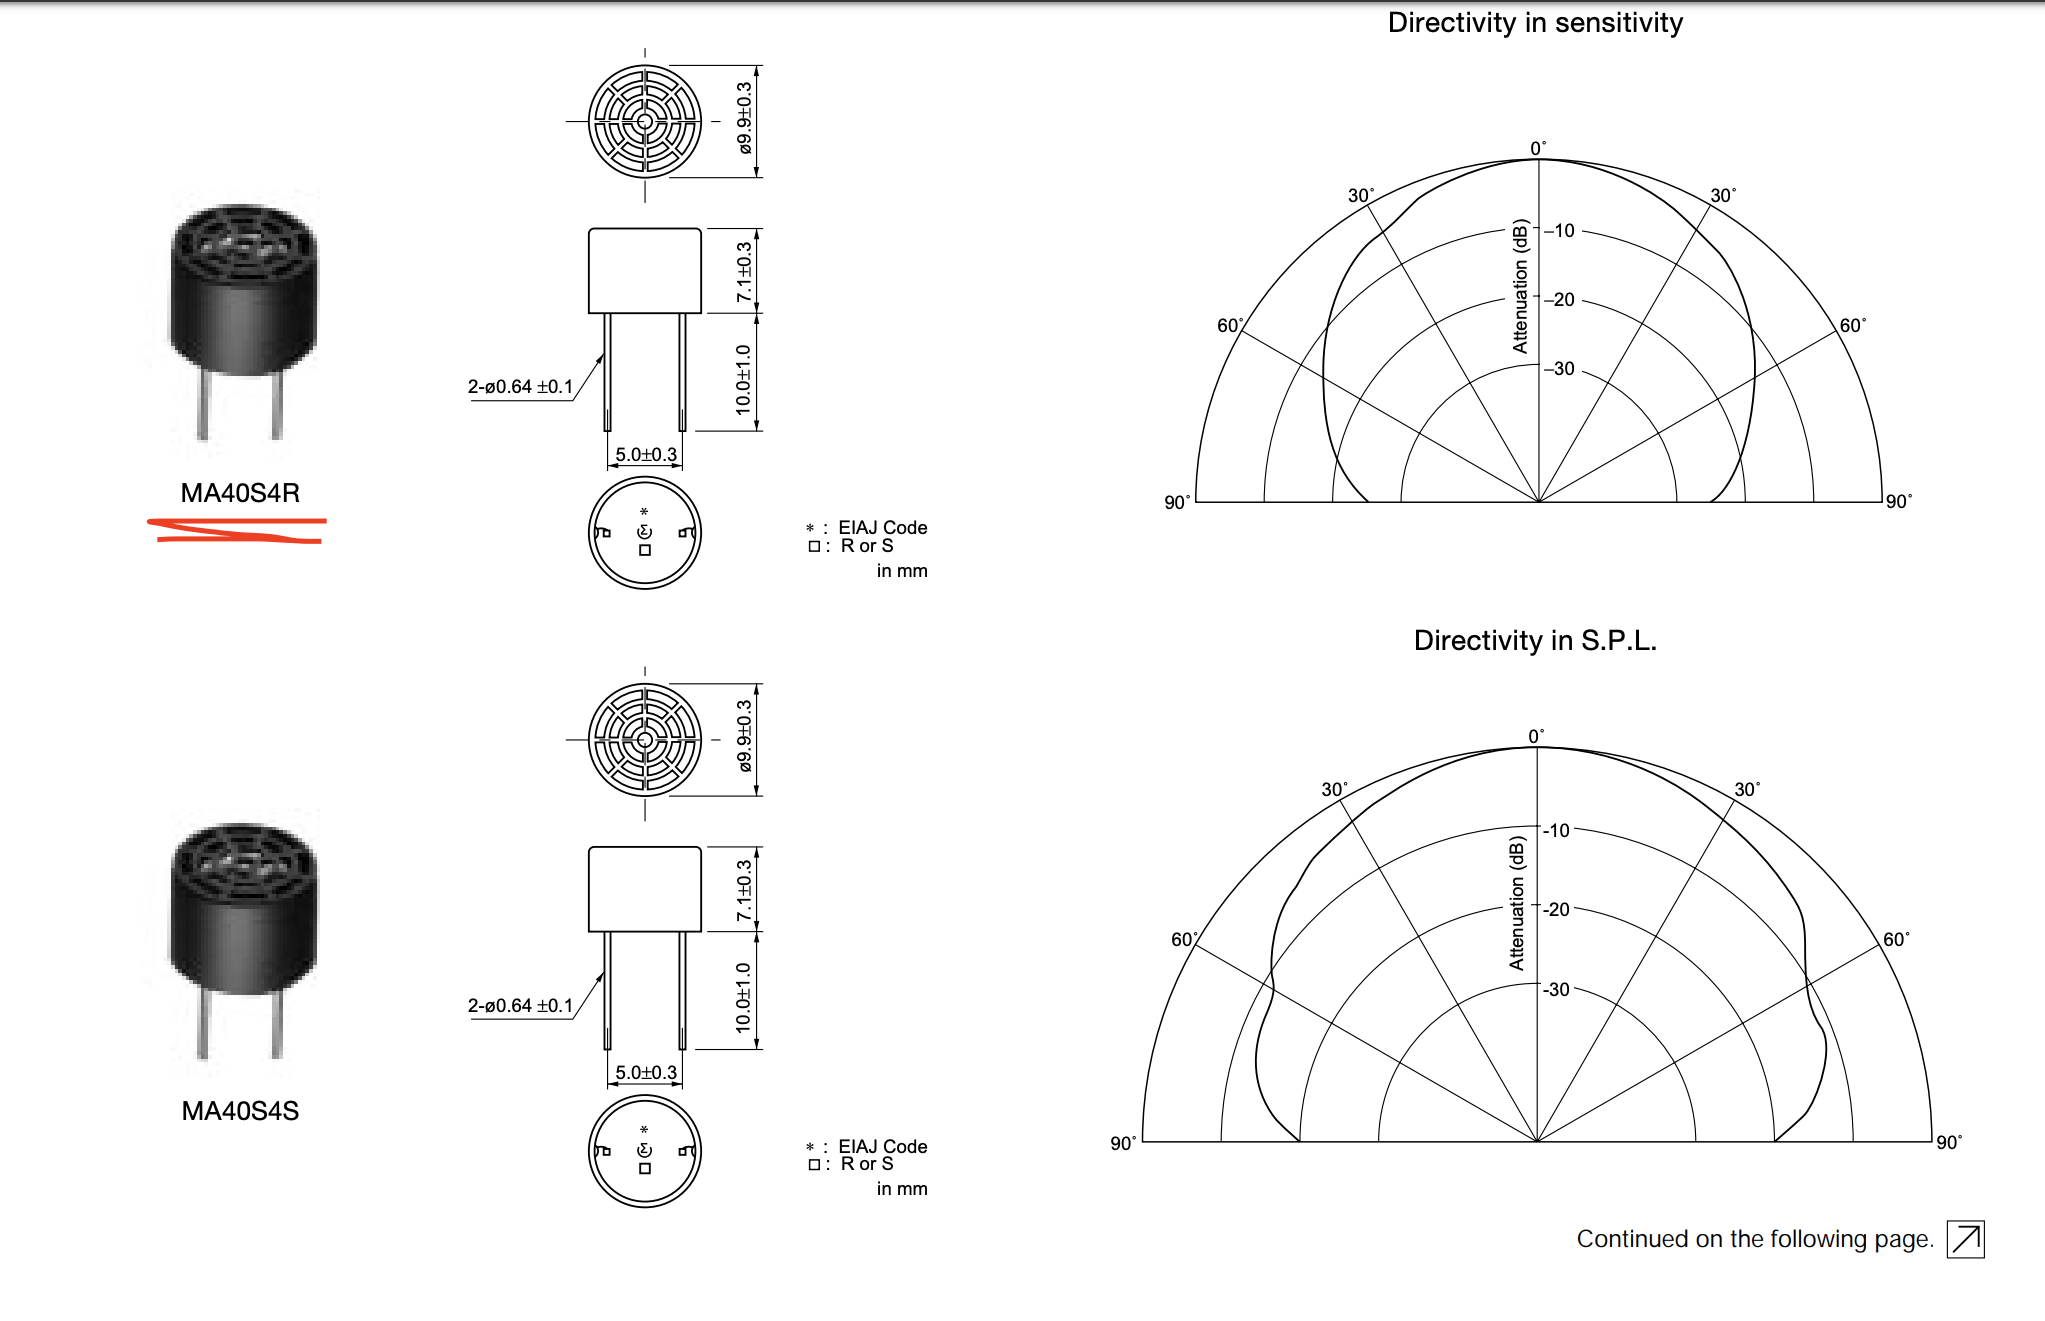 Directivity in sensitivity
ø9.9±0.3
7.1±0.3
10.0±1.0
2-ø0.64 ±0.1
5.0±0.3
MA40S4R
* : EIAJ Code
□ : R or S
in mm
0°
30°
30°
60°
60°
90°
90°
Attenuation (dB)
–10
–20
–30
Directivity in S.P.L.
ø9.9±0.3
7.1±0.3
10.0±1.0
2-ø0.64 ±0.1
5.0±0.3
MA40S4S
* : EIAJ Code
□ : R or S
in mm
0°
30°
30°
60°
60°
90°
90°
Attenuation (dB)
-10
-20
-30
Continued on the following page.